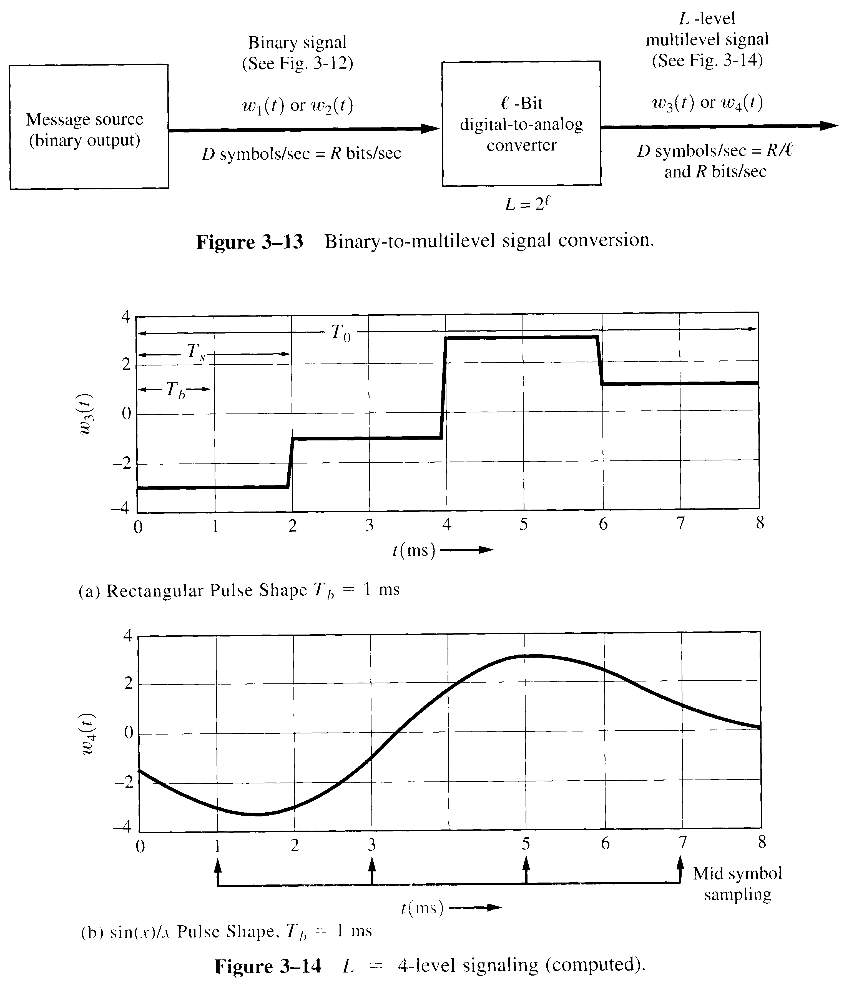 L -level
Binary signal
multilevel signal
(See Fig. 3-12)
(See Fig. 3-14)
w₁(t) or w₂(t)
ℓ -Bit
w₃(t) or w₄(t)
Message source
digital-to-analog
(binary output)
converter
D symbols/sec = R bits/sec
D symbols/sec = R/ℓ
and R bits/sec
L = 2^ℓ
Figure 3–13 Binary-to-multilevel signal conversion.
4
T₀
T_s
2
T_b
w₃(t)
0
−2
−4
0 1 2 3 4 5 6 7 8
t(ms)
(a) Rectangular Pulse Shape T_b = 1 ms
4
2
w₄(t)
0
−2
−4
0 1 2 3 5 6 7 8
Mid symbol
sampling
t(ms)
(b) sin(x)/x Pulse Shape, T_b = 1 ms
Figure 3–14 L = 4-level signaling (computed).